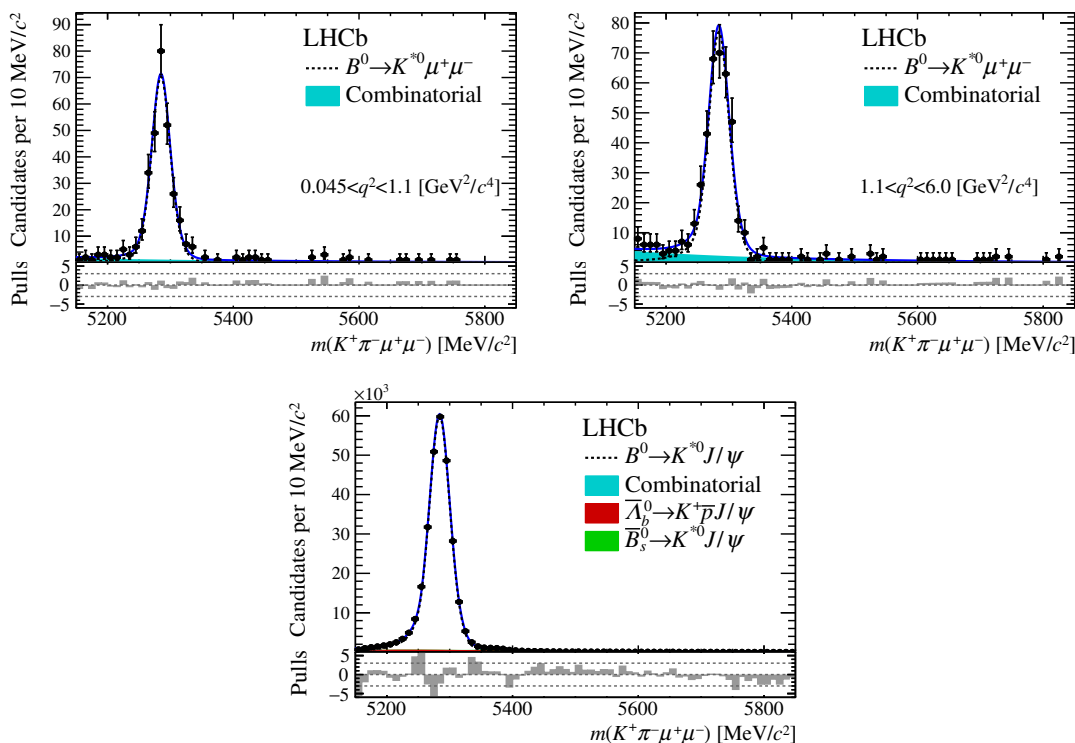 Candidates per 10 MeV/c²
90
80
70
60
50
40
30
20
10
LHCb
B⁰→K*⁰μ⁺μ⁻
Combinatorial
0.045<q²<1.1 [GeV²/c⁴]
Pulls
5
0
−5
5200
5400
5600
5800
m(K⁺π⁻μ⁺μ⁻) [MeV/c²]
Candidates per 10 MeV/c²
80
70
60
50
40
30
20
10
LHCb
B⁰→K*⁰μ⁺μ⁻
Combinatorial
1.1<q²<6.0 [GeV²/c⁴]
Pulls
5
0
−5
5200
5400
5600
5800
m(K⁺π⁻μ⁺μ⁻) [MeV/c²]
×10³
Candidates per 10 MeV/c²
60
50
40
30
20
10
LHCb
B⁰→K*⁰J/ψ
Combinatorial
Λ̅_b⁰→K⁺p̅J/ψ
B̅_s⁰→K*⁰J/ψ
Pulls
5
0
−5
5200
5400
5600
5800
m(K⁺π⁻μ⁺μ⁻) [MeV/c²]